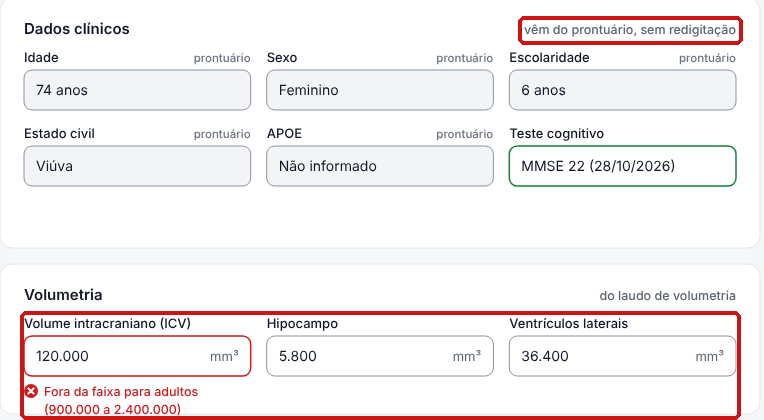 Dados clínicos
vêm do prontuário, sem redigitação
Idade prontuário Sexo prontuário Escolaridade prontuário
74 anos Feminino 6 anos
Estado civil prontuário APOE prontuário Teste cognitivo
Viúva Não informado MMSE 22 (28/10/2026)
Volumetria
do laudo de volumetria
Volume intracraniano (ICV) Hipocampo Ventrículos laterais
120.000 mm³ 5.800 mm³ 36.400 mm³
Fora da faixa para adultos
(900.000 a 2.400.000)